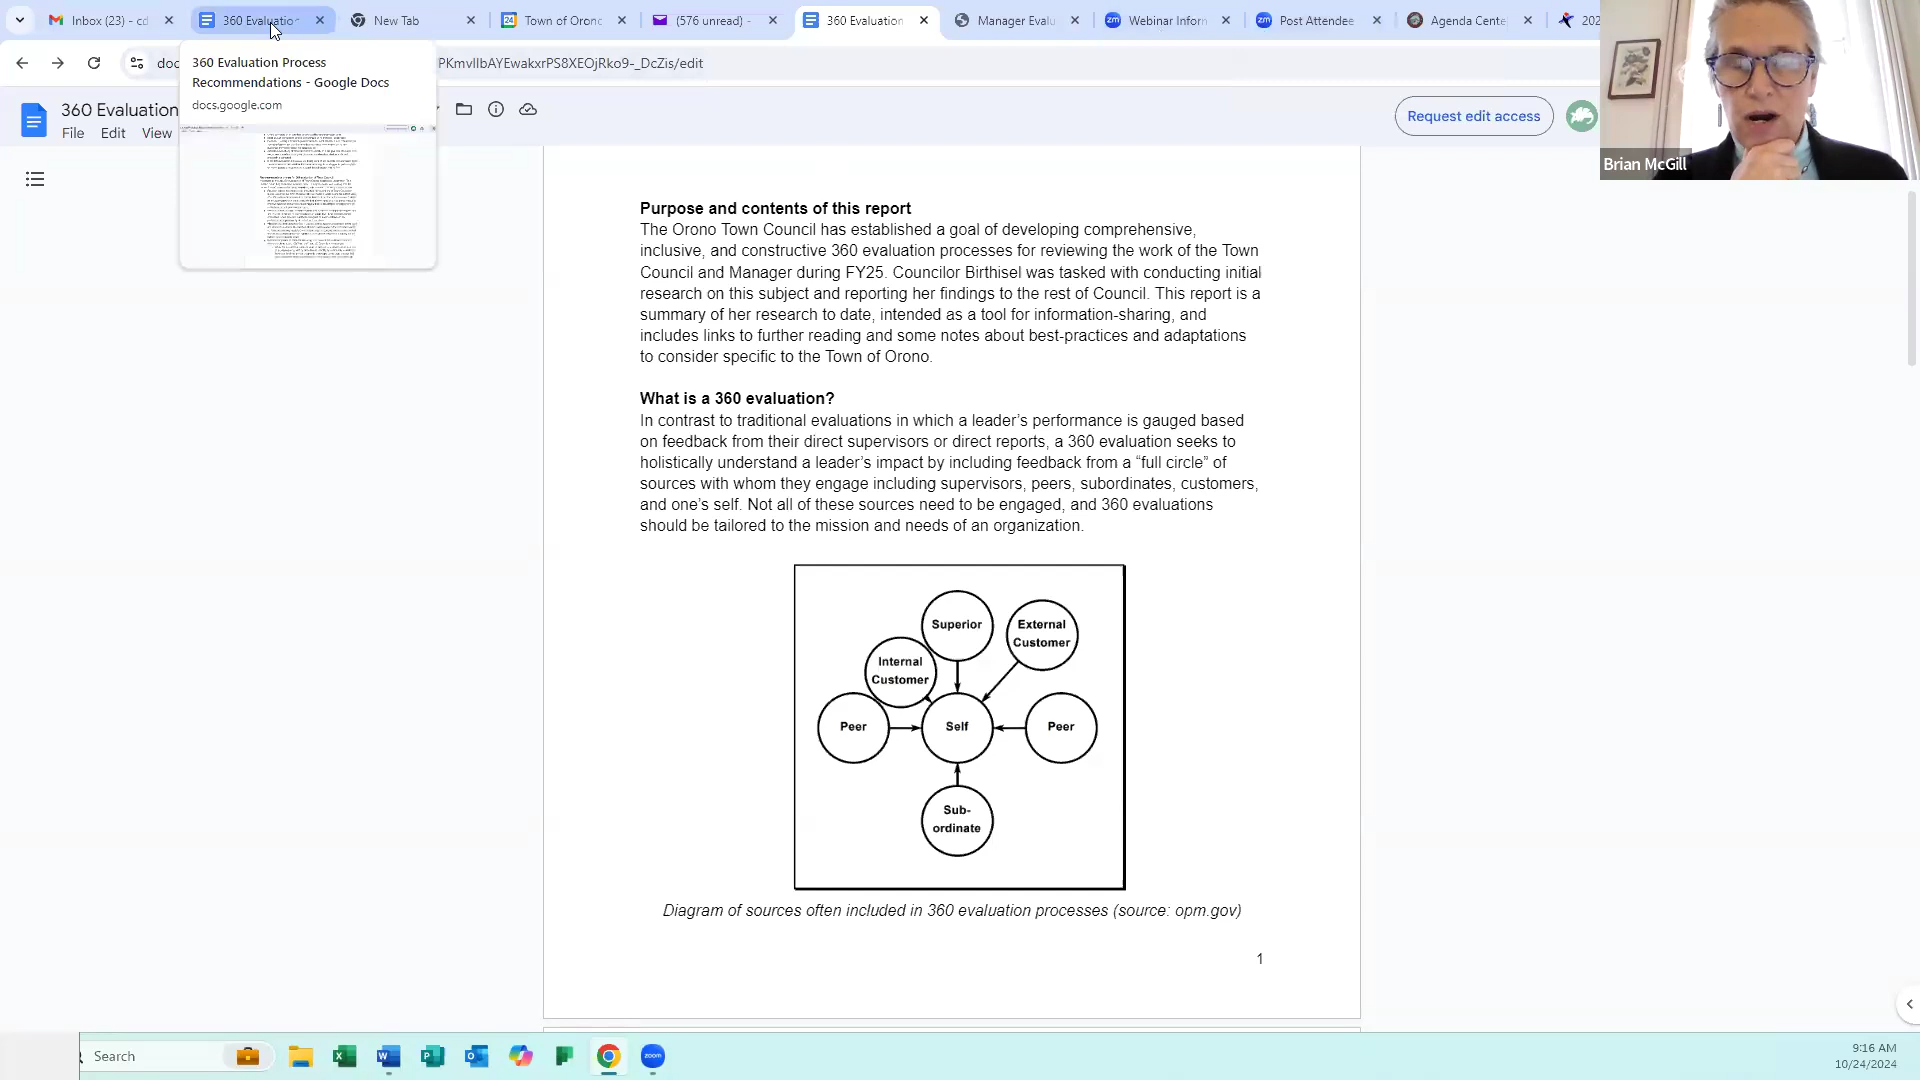 Inbox (23) - cd
360 Evaluation
New Tab
Town of Orono
(576 unread) -
360 Evaluation
Manager Evalu
Webinar Inform
Post Attendee
Agenda Cente
202
doc
PKmvlIbAYEwakxrPS8XEOjRko9-_DcZis/edit
360 Evaluation Process
Recommendations - Google Docs
docs.google.com
360 Evaluation
File Edit View
Request edit access
Brian McGill
Purpose and contents of this report
The Orono Town Council has established a goal of developing comprehensive,
inclusive, and constructive 360 evaluation processes for reviewing the work of the Town
Council and Manager during FY25. Councilor Birthisel was tasked with conducting initial
research on this subject and reporting her findings to the rest of Council. This report is a
summary of her research to date, intended as a tool for information-sharing, and
includes links to further reading and some notes about best-practices and adaptations
to consider specific to the Town of Orono.
What is a 360 evaluation?
In contrast to traditional evaluations in which a leader's performance is gauged based
on feedback from their direct supervisors or direct reports, a 360 evaluation seeks to
holistically understand a leader's impact by including feedback from a “full circle” of
sources with whom they engage including supervisors, peers, subordinates, customers,
and one's self. Not all of these sources need to be engaged, and 360 evaluations
should be tailored to the mission and needs of an organization.
Superior
External
Customer
Internal
Customer
Peer
Self
Peer
Sub-
ordinate
Diagram of sources often included in 360 evaluation processes (source: opm.gov)
1
Search
zoom
9:16 AM
10/24/2024